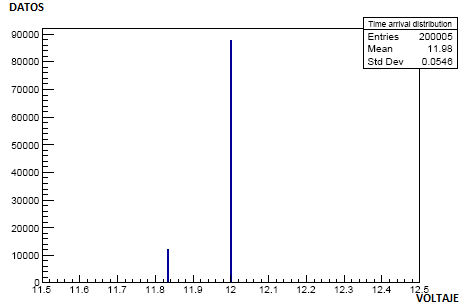 DATOS
Time arrival distribution
Entries 200005
Mean 11.98
Std Dev 0.0546
90000
80000
70000
60000
50000
40000
30000
20000
10000
0
11.5 11.6 11.7 11.8 11.9 12 12.1 12.2 12.3 12.4 12.5
VOLTAJE